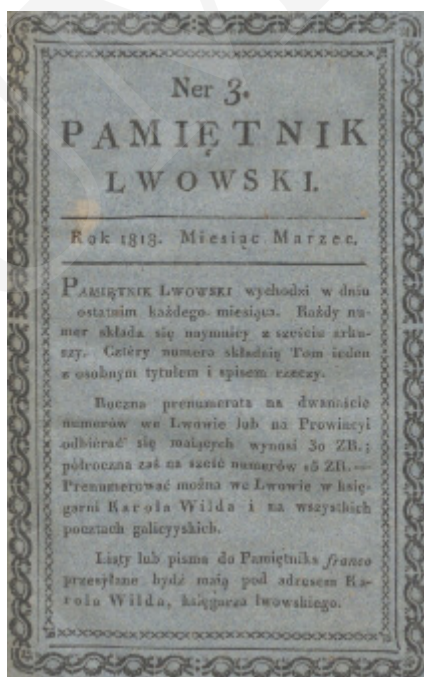 Ner 3.
PAMIĘTNIK
LWOWSKI.
Rok 1818. Miesiąc Marzec.
PAMIĘTNIK LWOWSKI wychodzi w dniu
ostatnim każdego miesiąca. Każdy nu-
mer składa się naymniey z sześciu arku-
szy. Cztéry numera składaią Tom ieden
z osobnym tytułem i spisem rzeczy.
Roczna prenumerata na dwanaście
numerów we Lwowie lub na Prowincyi
odbierać się maiących wynosi 30 ZR.;
półroczna zaś na sześć numerów 15 ZR.—
Prenumerować można we Lwowie w księ-
garni Karola Wilda i na wszystkich
pocztach galicyyskich.
Listy lub pisma do Pamiętnika franco
przesyłane bydź maią pod adresem Ka-
rola Wilda, księgarza lwowskiego.